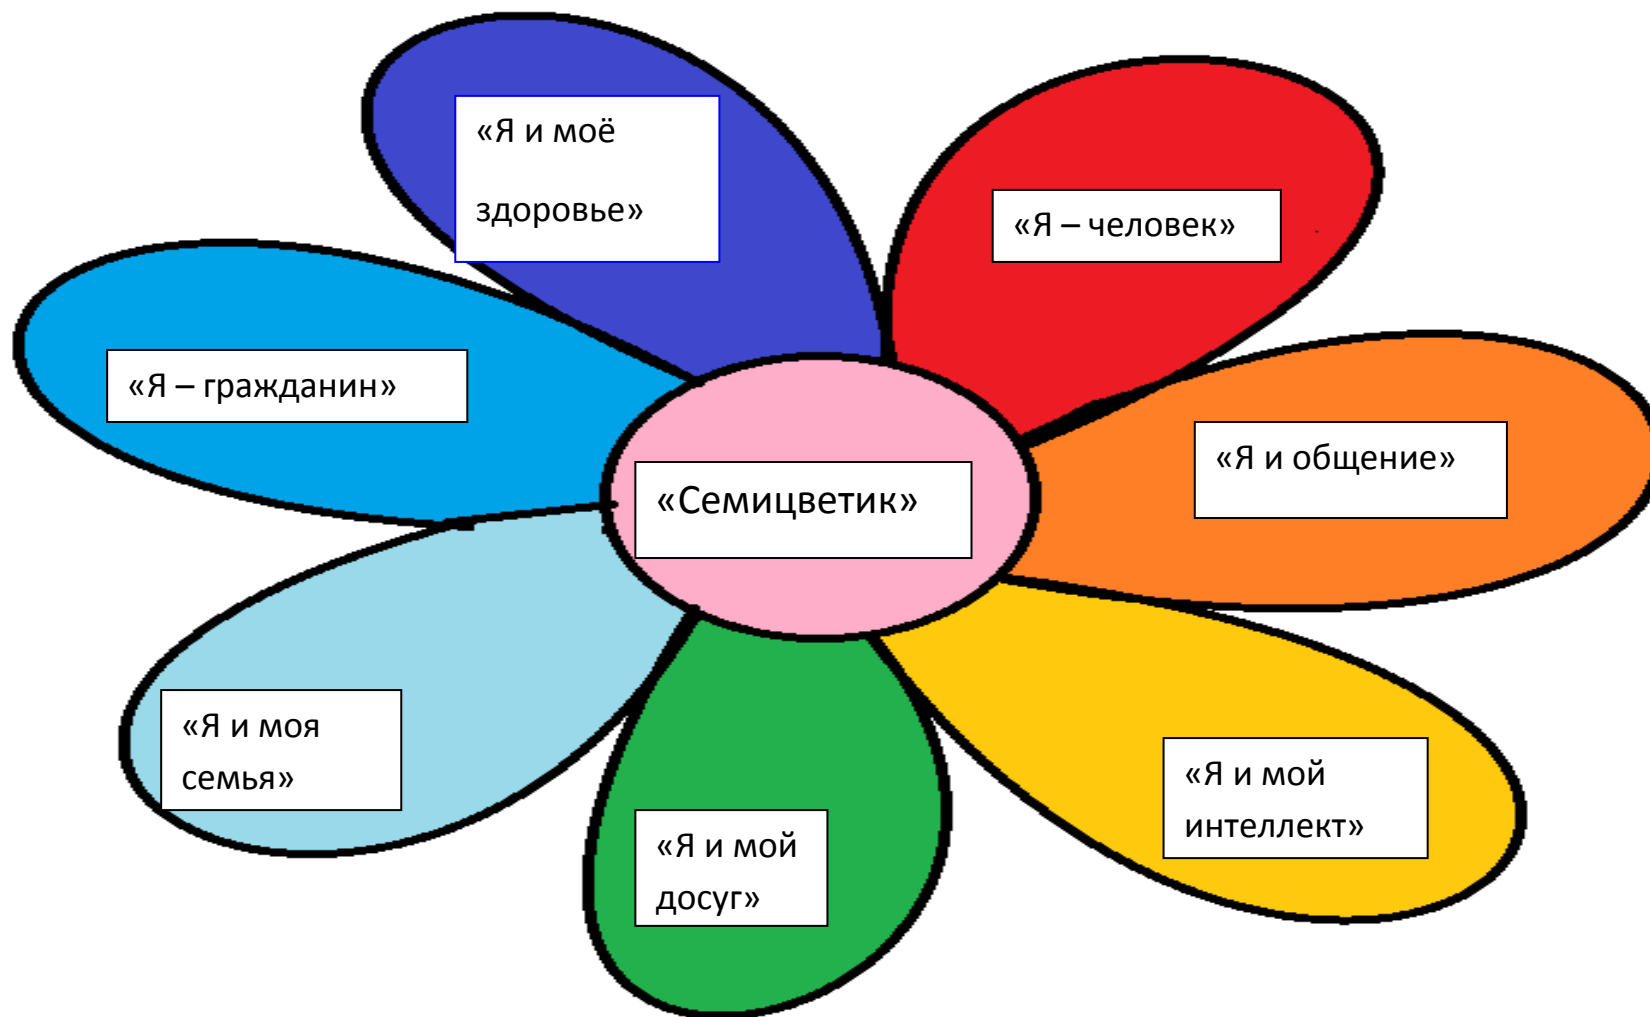 «Я и моё
здоровье»
«Я – человек»
«Я – гражданин»
«Я и общение»
«Семицветик»
«Я и моя
семья»
«Я и мой
интеллект»
«Я и мой
досуг»